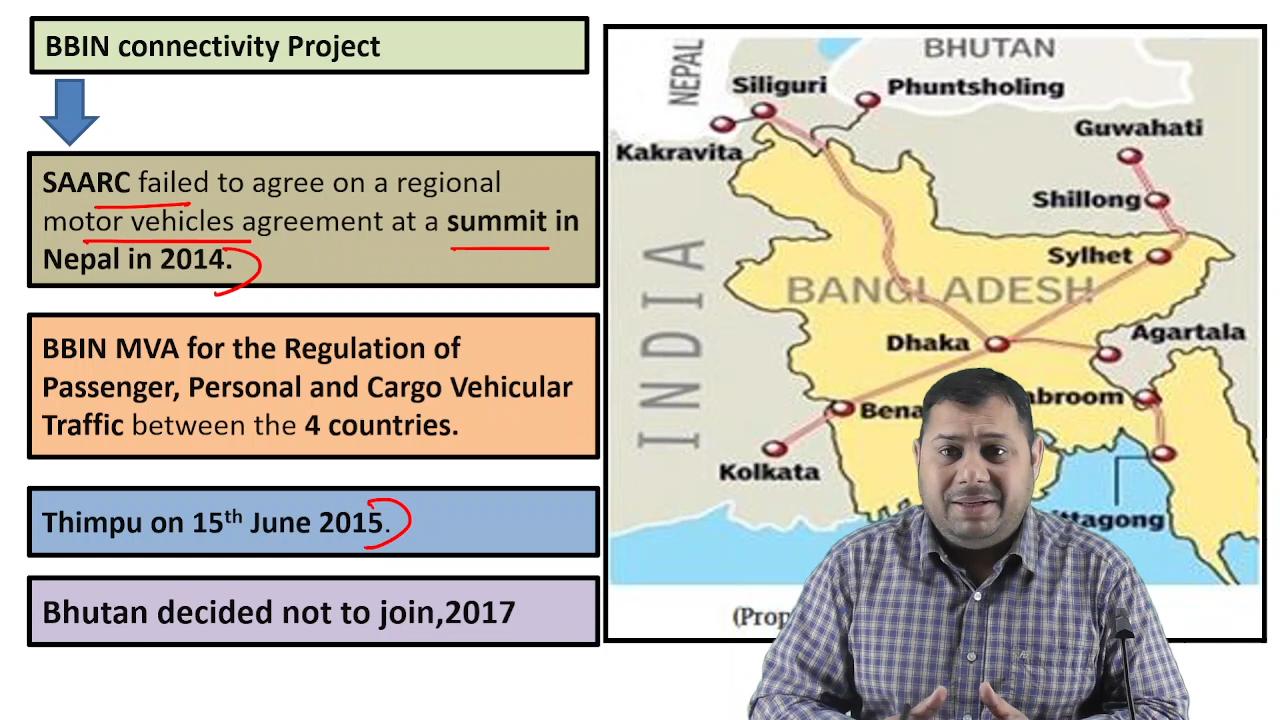 BBIN connectivity Project
SAARC failed to agree on a regional
motor vehicles agreement at a summit in
Nepal in 2014.
BBIN MVA for the Regulation of
Passenger, Personal and Cargo Vehicular
Traffic between the 4 countries.
Thimpu on 15th June 2015.
Bhutan decided not to join,2017
NEPAL
BHUTAN
Siliguri
Phuntsholing
Kakravita
Guwahati
Shillong
Sylhet
INDIA
BANGLADESH
Dhaka
Agartala
Kolkata